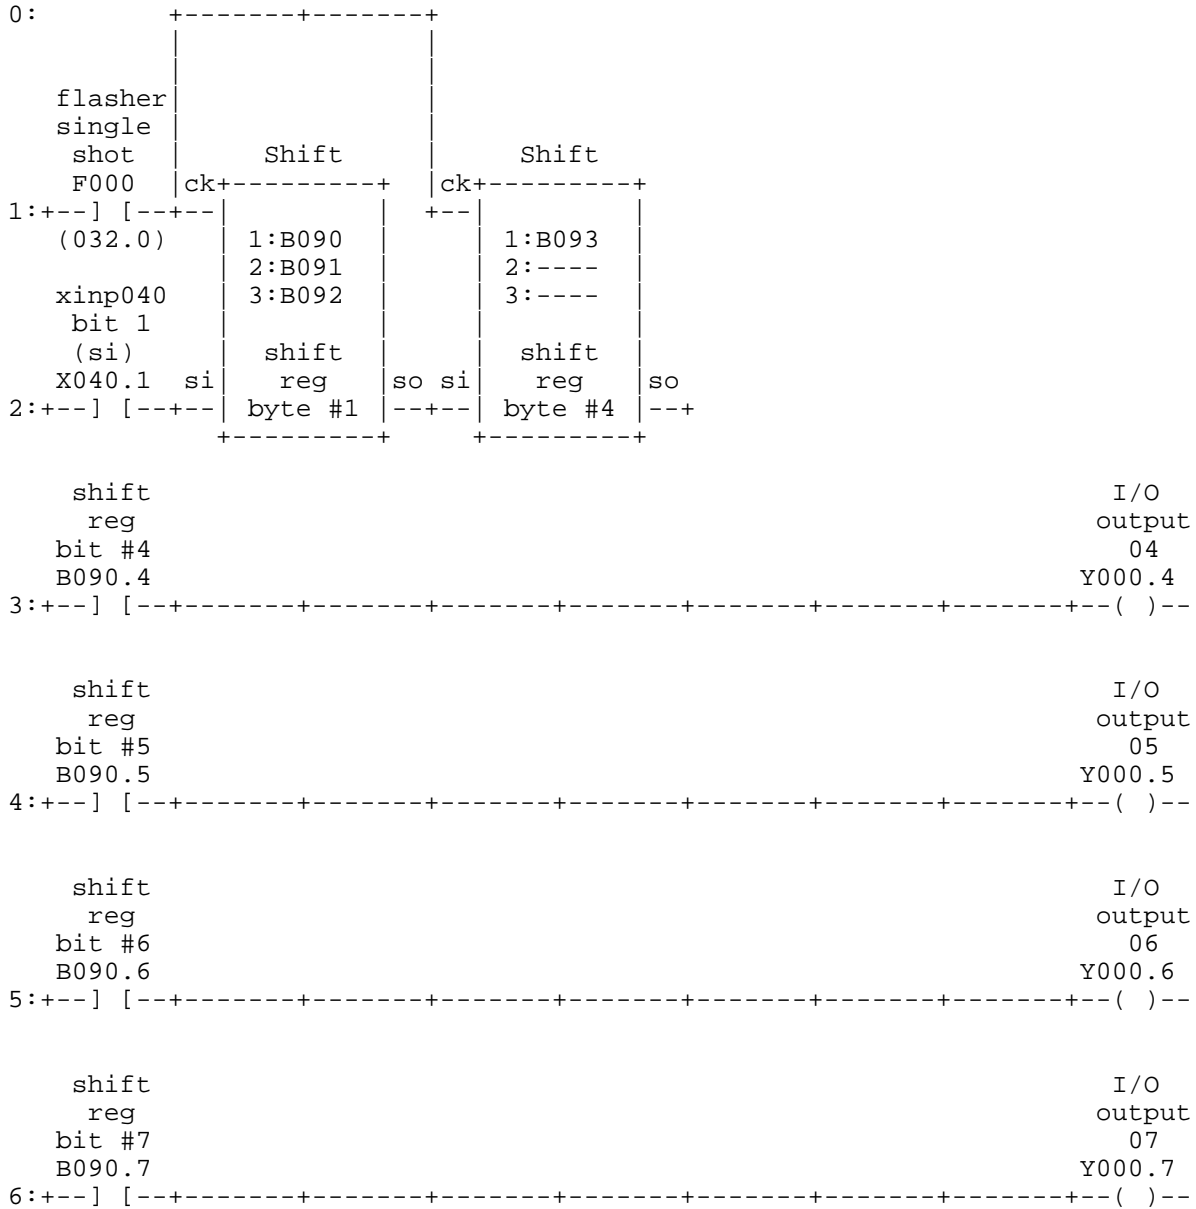 0:          +-------+-------+
            |               |
            |               |
   flasher|               |
   single |               |
    shot  |     Shift     |     Shift
    F000  |ck+---------+  |ck+---------+
1:+--] [--+--|         |  +--|         |
   (032.0)   | 1:B090  |     | 1:B093  |
             | 2:B091  |     | 2:----  |
   xinp040   | 3:B092  |     | 3:----  |
    bit 1    |         |     |         |
    (si)     |  shift  |     |  shift  |
   X040.1  si|   reg   |so si|   reg   |so
2:+--] [--+--| byte #1 |--+--| byte #4 |--+
             +---------+     +---------+
    shift                                                           I/O
     reg                                                           output
   bit #4                                                            04
   B090.4                                                         Y000.4
3:+--] [--+-------+-------+-------+-------+-------+-------+-------+--( )--
    shift                                                           I/O
     reg                                                           output
   bit #5                                                            05
   B090.5                                                         Y000.5
4:+--] [--+-------+-------+-------+-------+-------+-------+-------+--( )--
    shift                                                           I/O
     reg                                                           output
   bit #6                                                            06
   B090.6                                                         Y000.6
5:+--] [--+-------+-------+-------+-------+-------+-------+-------+--( )--
    shift                                                           I/O
     reg                                                           output
   bit #7                                                            07
   B090.7                                                         Y000.7
6:+--] [--+-------+-------+-------+-------+-------+-------+-------+--( )--